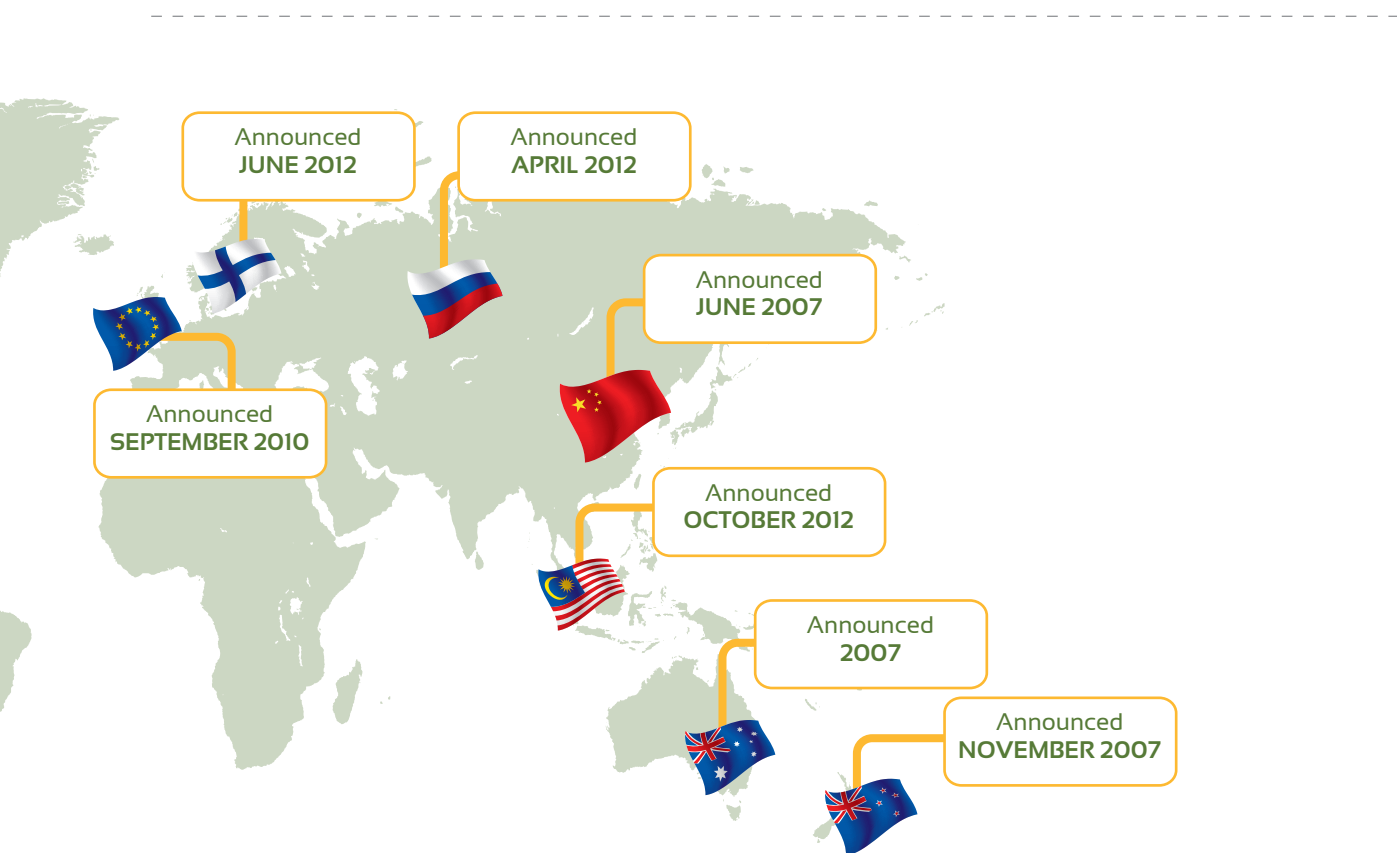 Announced
JUNE 2012
Announced
APRIL 2012
Announced
JUNE 2007
Announced
SEPTEMBER 2010
Announced
OCTOBER 2012
Announced
2007
Announced
NOVEMBER 2007